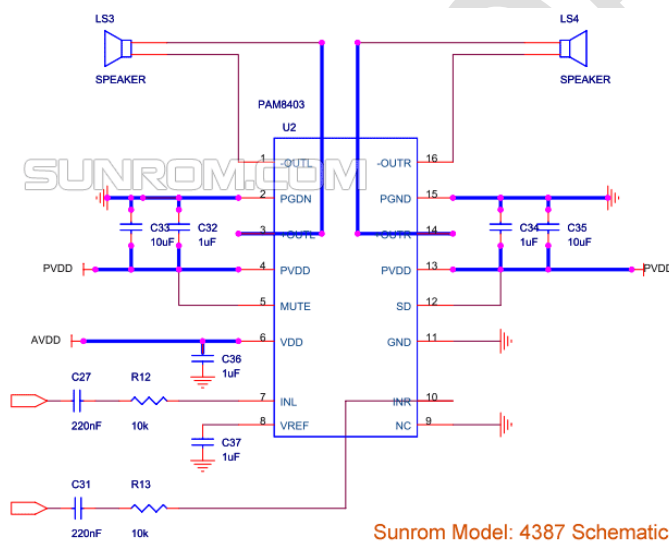 LS3
LS4
SPEAKER
SPEAKER
PAM8403
U2
SUNROM.COM
1 -OUTL -OUTR 16
2 PGDN PGND 15
3 +OUTL +OUTR 14
4 PVDD PVDD 13
5 MUTE SD 12
6 VDD GND 11
7 INL INR 10
8 VREF NC 9
C33
10uF
C32
1uF
C34
1uF
C35
10uF
PVDD
PVDD
AVDD
C36
1uF
C27
220nF
R12
10k
C37
1uF
C31
220nF
R13
10k
Sunrom Model: 4387 Schematic